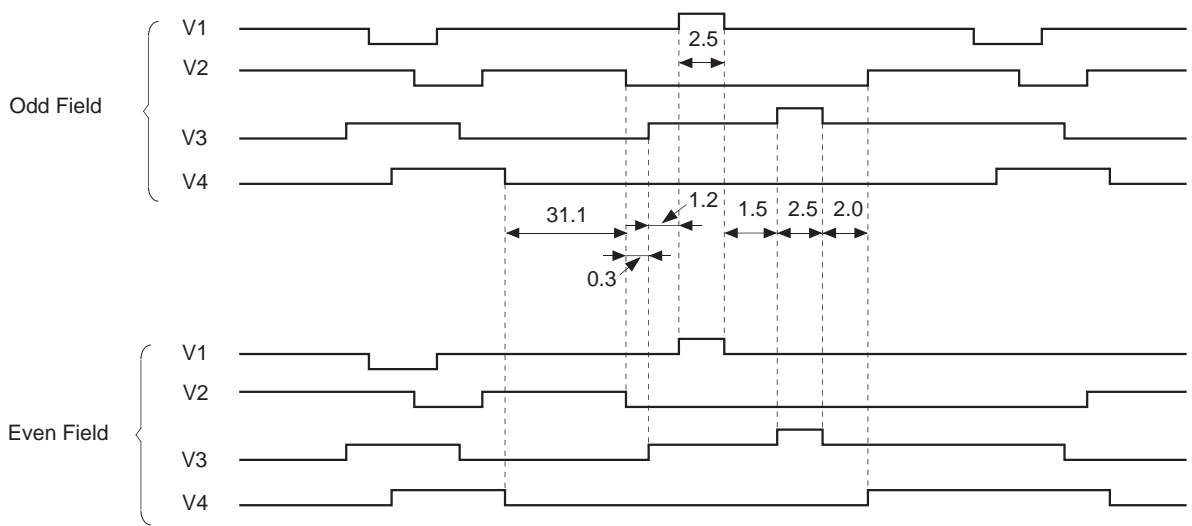 Odd Field
V1
2.5
V2
V3
V4
31.1
1.2
1.5
2.5
2.0
0.3
Even Field
V1
V2
V3
V4